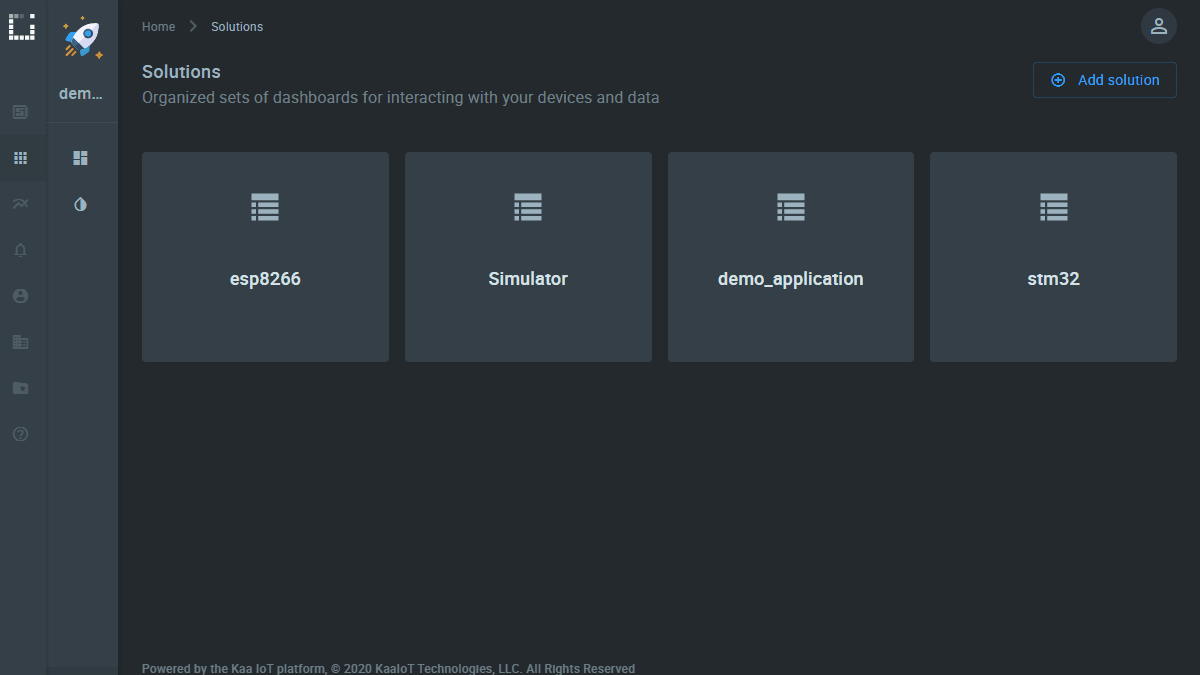 Home
Solutions
dem...
Solutions
Organized sets of dashboards for interacting with your devices and data
Add solution
esp8266
Simulator
demo_application
stm32
Powered by the Kaa IoT platform, © 2020 KaaIoT Technologies, LLC. All Rights Reserved